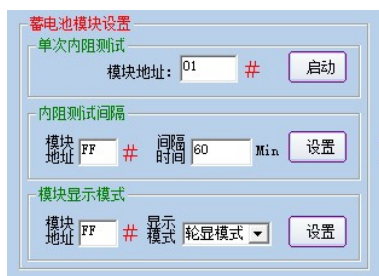 蓄电池模块设置
单次内阻测试
模块地址: 01 # 启动
内阻测试间隔
模块地址 FF # 间隔时间 60 Min 设置
模块显示模式
模块地址 FF # 显示模式 轮显模式 设置